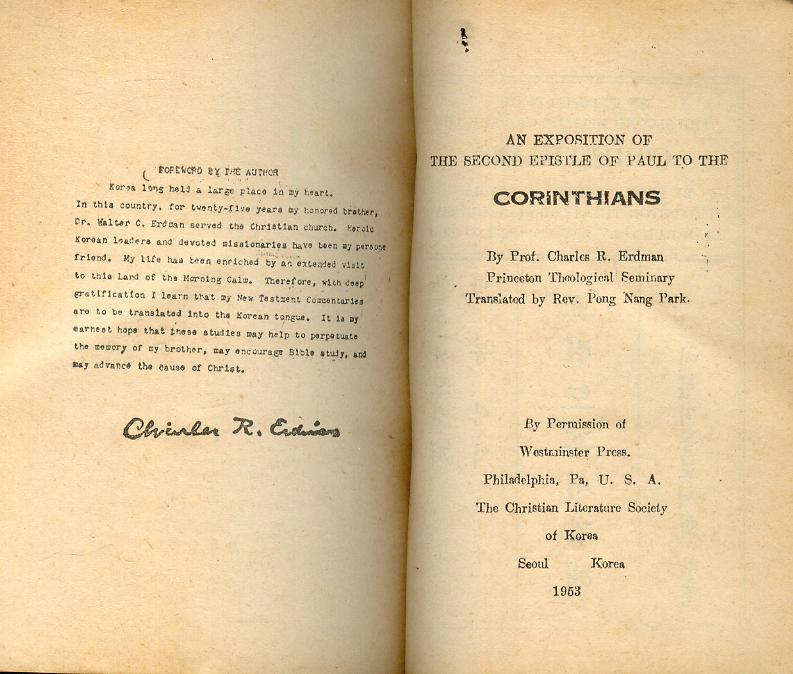 FOREWORD BY THE AUTHOR
Korea long held a large place in my heart.
In this country, for twenty-five years my honored brother,
Dr. Walter C. Erdman served the Christian church. Heroic
Korean leaders and devoted missionaries have been my persone
friend. My life has been enriched by an extended visit
to this Land of the Morning Calm. Therefore, with deep
gratification I learn that my New Testment Commentaries
are to be translated into the Korean tongue. It is my
earnest hope that these studies may help to perpetuate
the memory of my brother, may encourage Bible study, and
may advance the cause of Christ.
Charles R. Erdman
AN EXPOSITION OF
THE SECOND EPISTLE OF PAUL TO THE
CORINTHIANS
By Prof. Charles R. Erdman
Princeton Theological Seminary
Translated by Rev. Pong Nang Park.
By Permission of
Westminster Press.
Philadelphia, Pa, U. S. A.
The Christian Literature Society
of Korea
Seoul Korea
1953